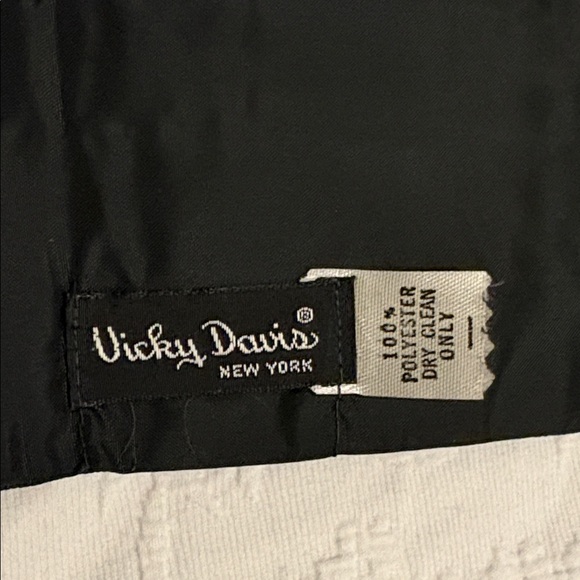 Vicky Davis®
NEW YORK
100%
POLYESTER
DRY CLEAN
ONLY